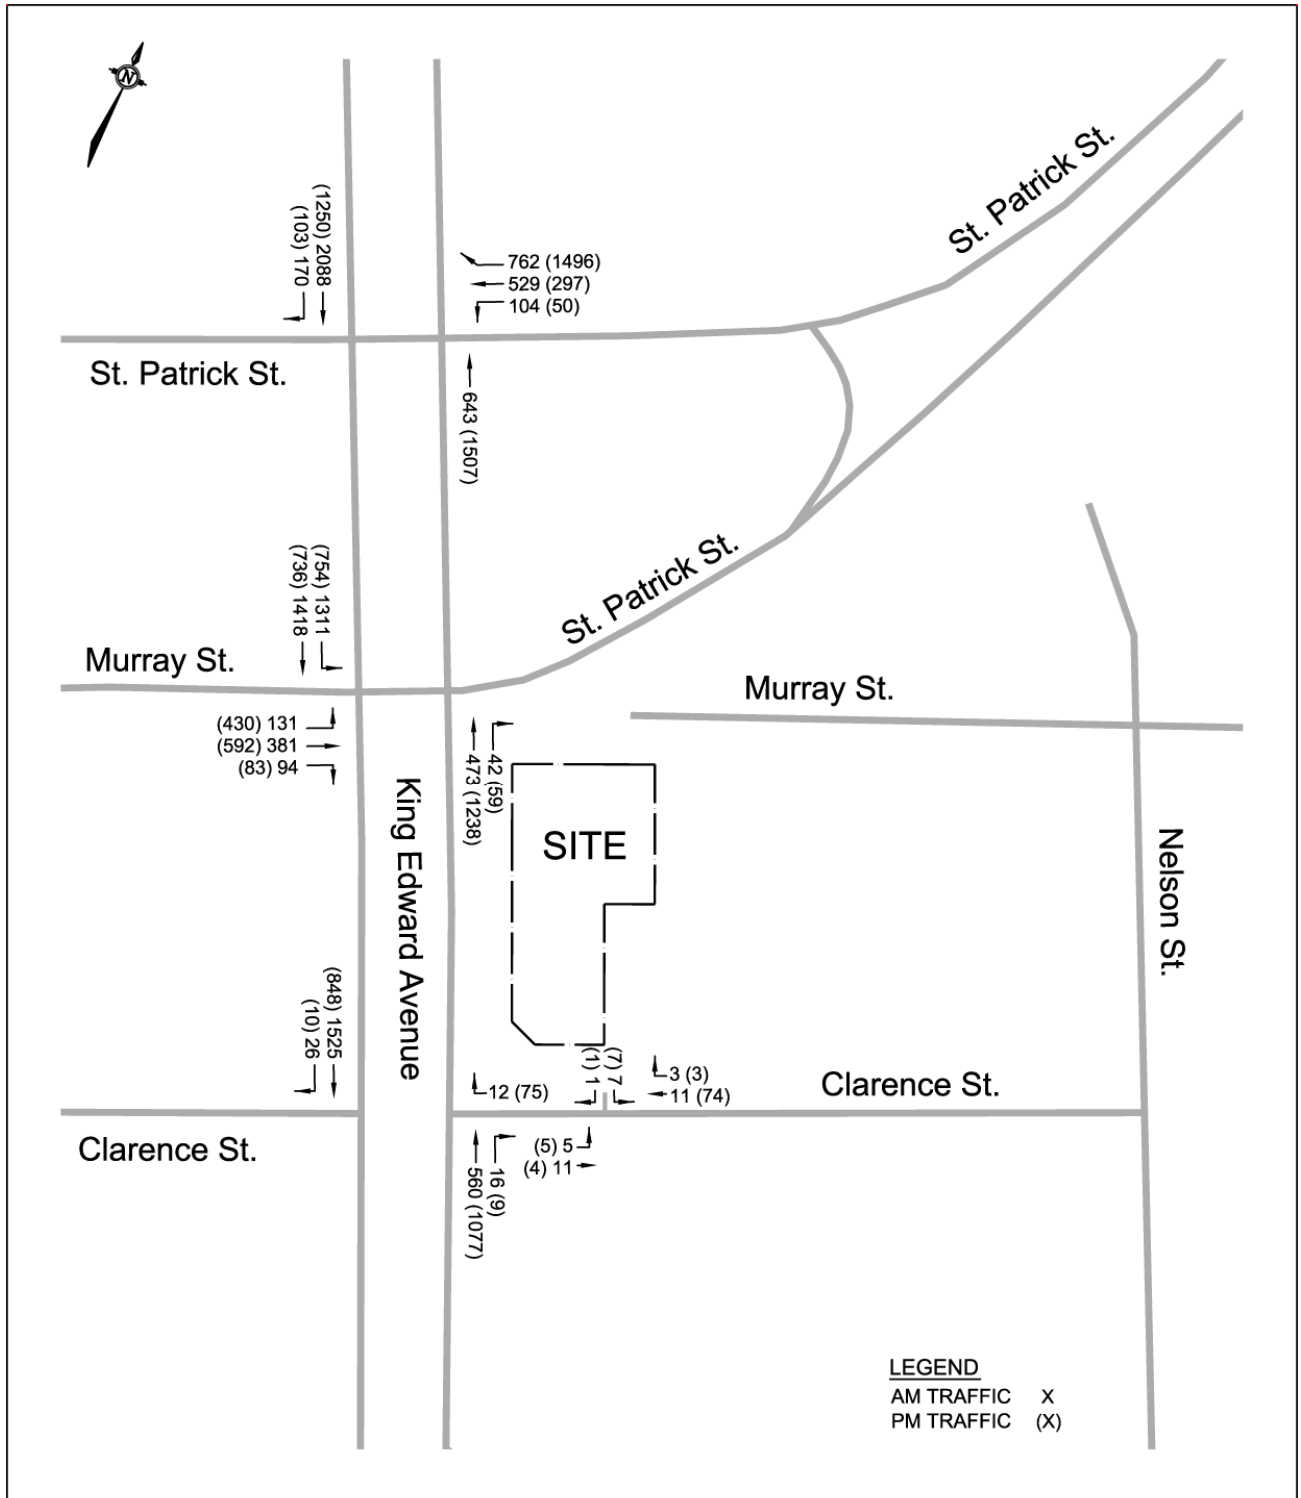 N
(1250) 2088
(103) 170
762 (1496)
529 (297)
104 (50)
St. Patrick St.
St. Patrick St.
643 (1507)
(754) 1311
(736) 1418
St. Patrick St.
Murray St.
Murray St.
(430) 131
(592) 381
(83) 94
42 (59)
473 (1238)
King Edward Avenue
SITE
Nelson St.
(848) 1525
(10) 26
(7) 7
(1) 1
12 (75)
3 (3)
11 (74)
Clarence St.
Clarence St.
(5) 5
(4) 11
16 (9)
560 (1077)
LEGEND
AM TRAFFIC X
PM TRAFFIC (X)